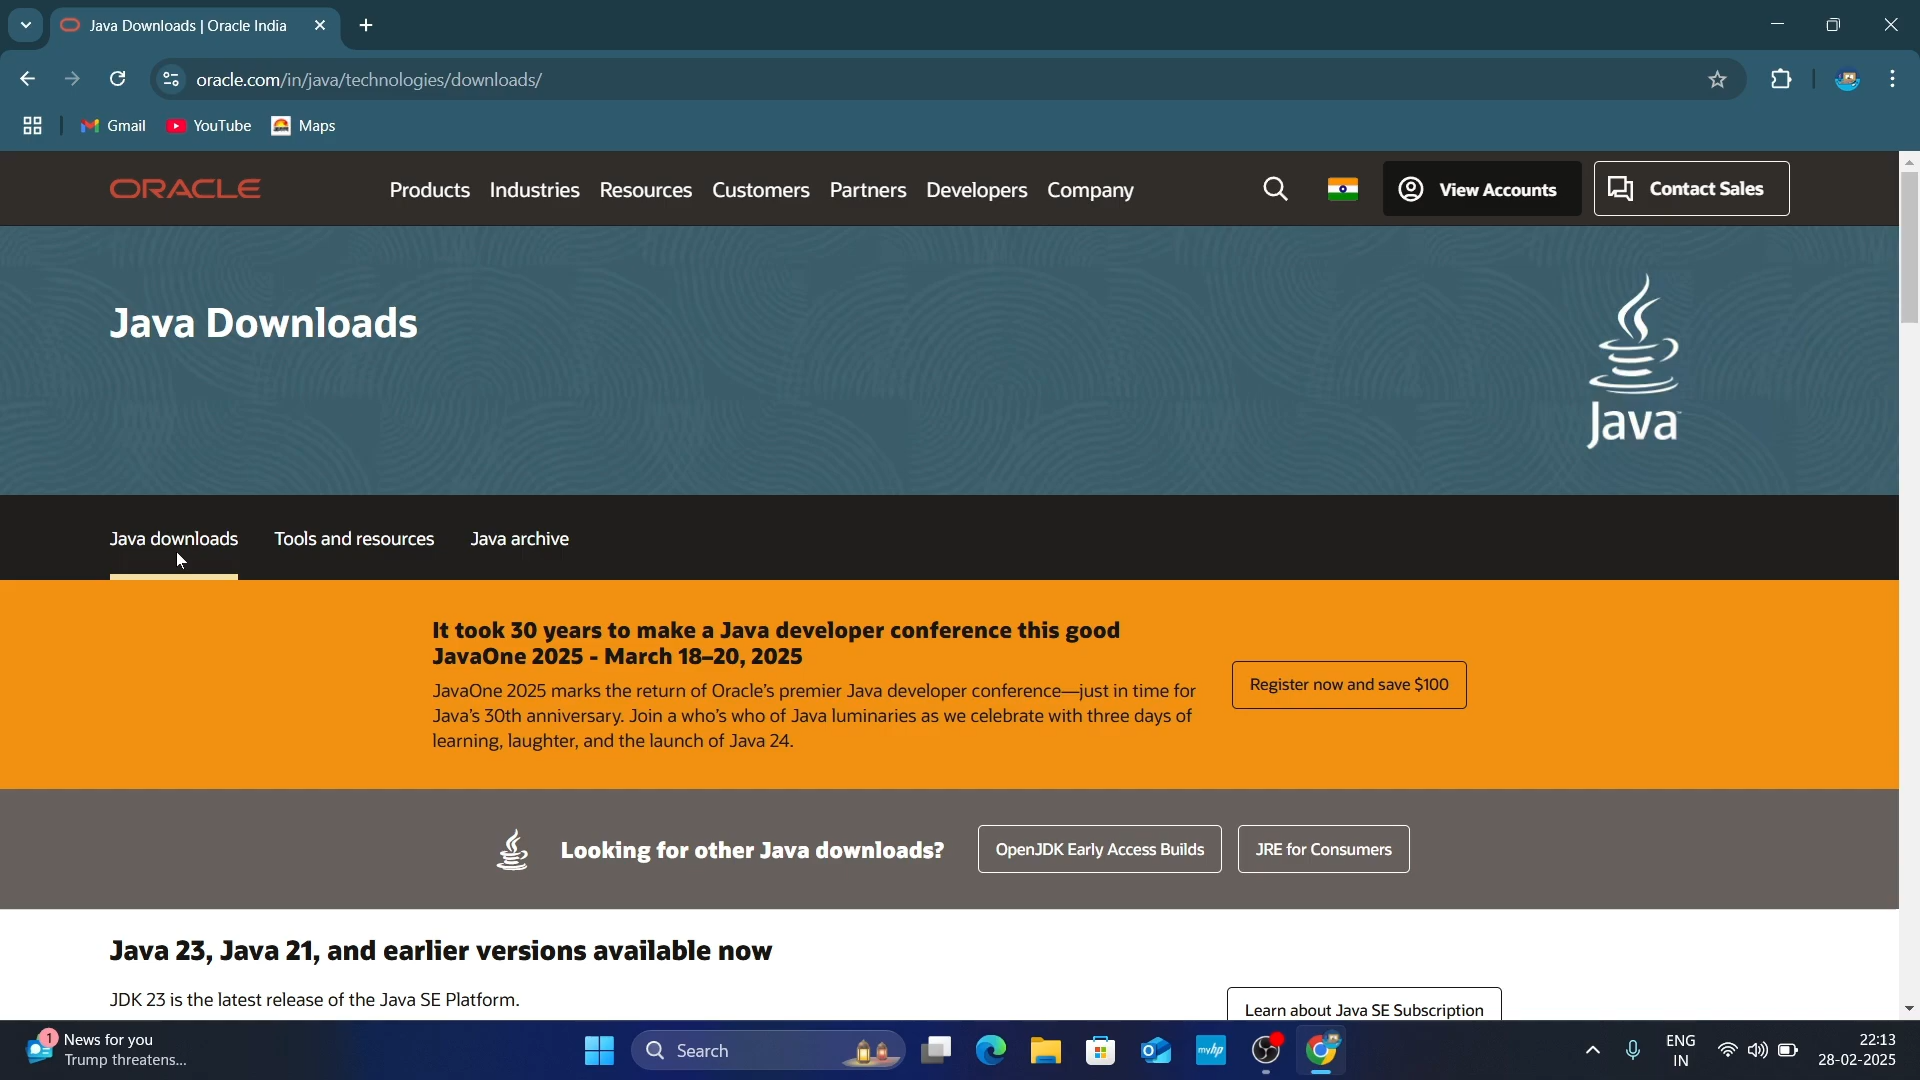 Java Downloads | Oracle India
oracle.com/in/java/technologies/downloads/
Gmail YouTube Maps
ORACLE Products Industries Resources Customers Partners Developers Company View Accounts Contact Sales
Java Downloads
Java
Java downloads Tools and resources Java archive
It took 30 years to make a Java developer conference this good
JavaOne 2025 - March 18–20, 2025
JavaOne 2025 marks the return of Oracle's premier Java developer conference—just in time for
Java's 30th anniversary. Join a who's who of Java luminaries as we celebrate with three days of
learning, laughter, and the launch of Java 24.
Register now and save $100
Looking for other Java downloads? OpenJDK Early Access Builds JRE for Consumers
Java 23, Java 21, and earlier versions available now
JDK 23 is the latest release of the Java SE Platform.
Learn about Java SE Subscription
1
News for you
Trump threatens...
Search
myhp
ENG
IN
22:13
28-02-2025